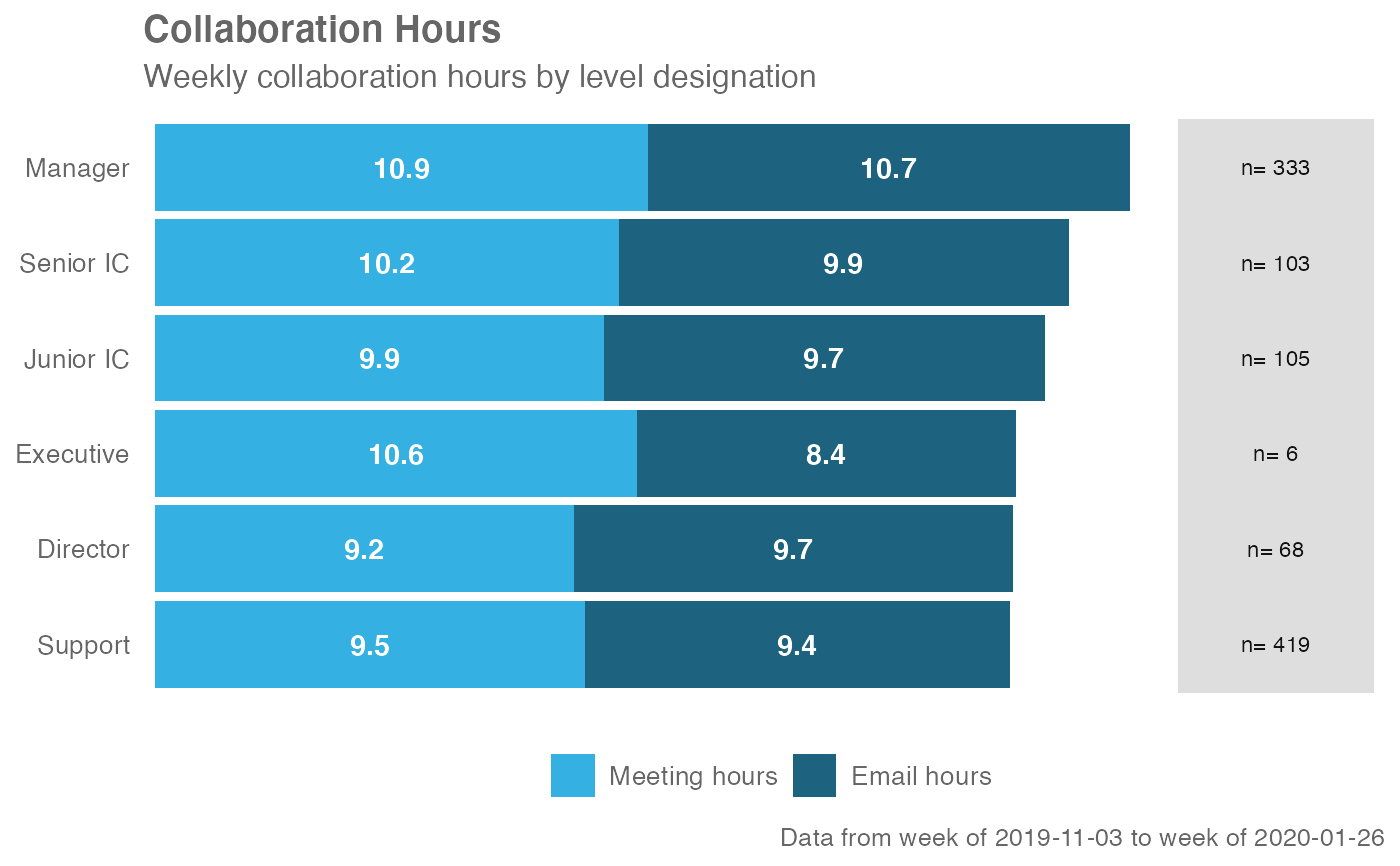 Collaboration Hours
Weekly collaboration hours by level designation
Manager 10.9 10.7 n= 333
Senior IC 10.2 9.9 n= 103
Junior IC 9.9 9.7 n= 105
Executive 10.6 8.4 n= 6
Director 9.2 9.7 n= 68
Support 9.5 9.4 n= 419
Meeting hours Email hours
Data from week of 2019-11-03 to week of 2020-01-26